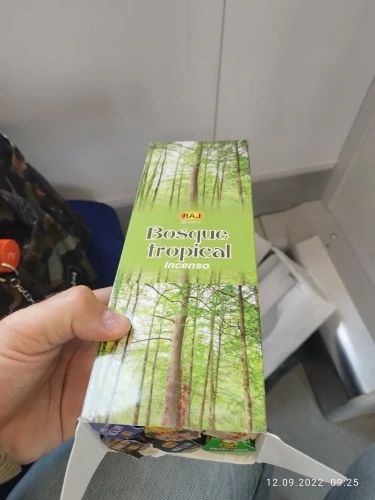 RAJ
Bosque
tropical
Incenso
12.09.2022 09:25